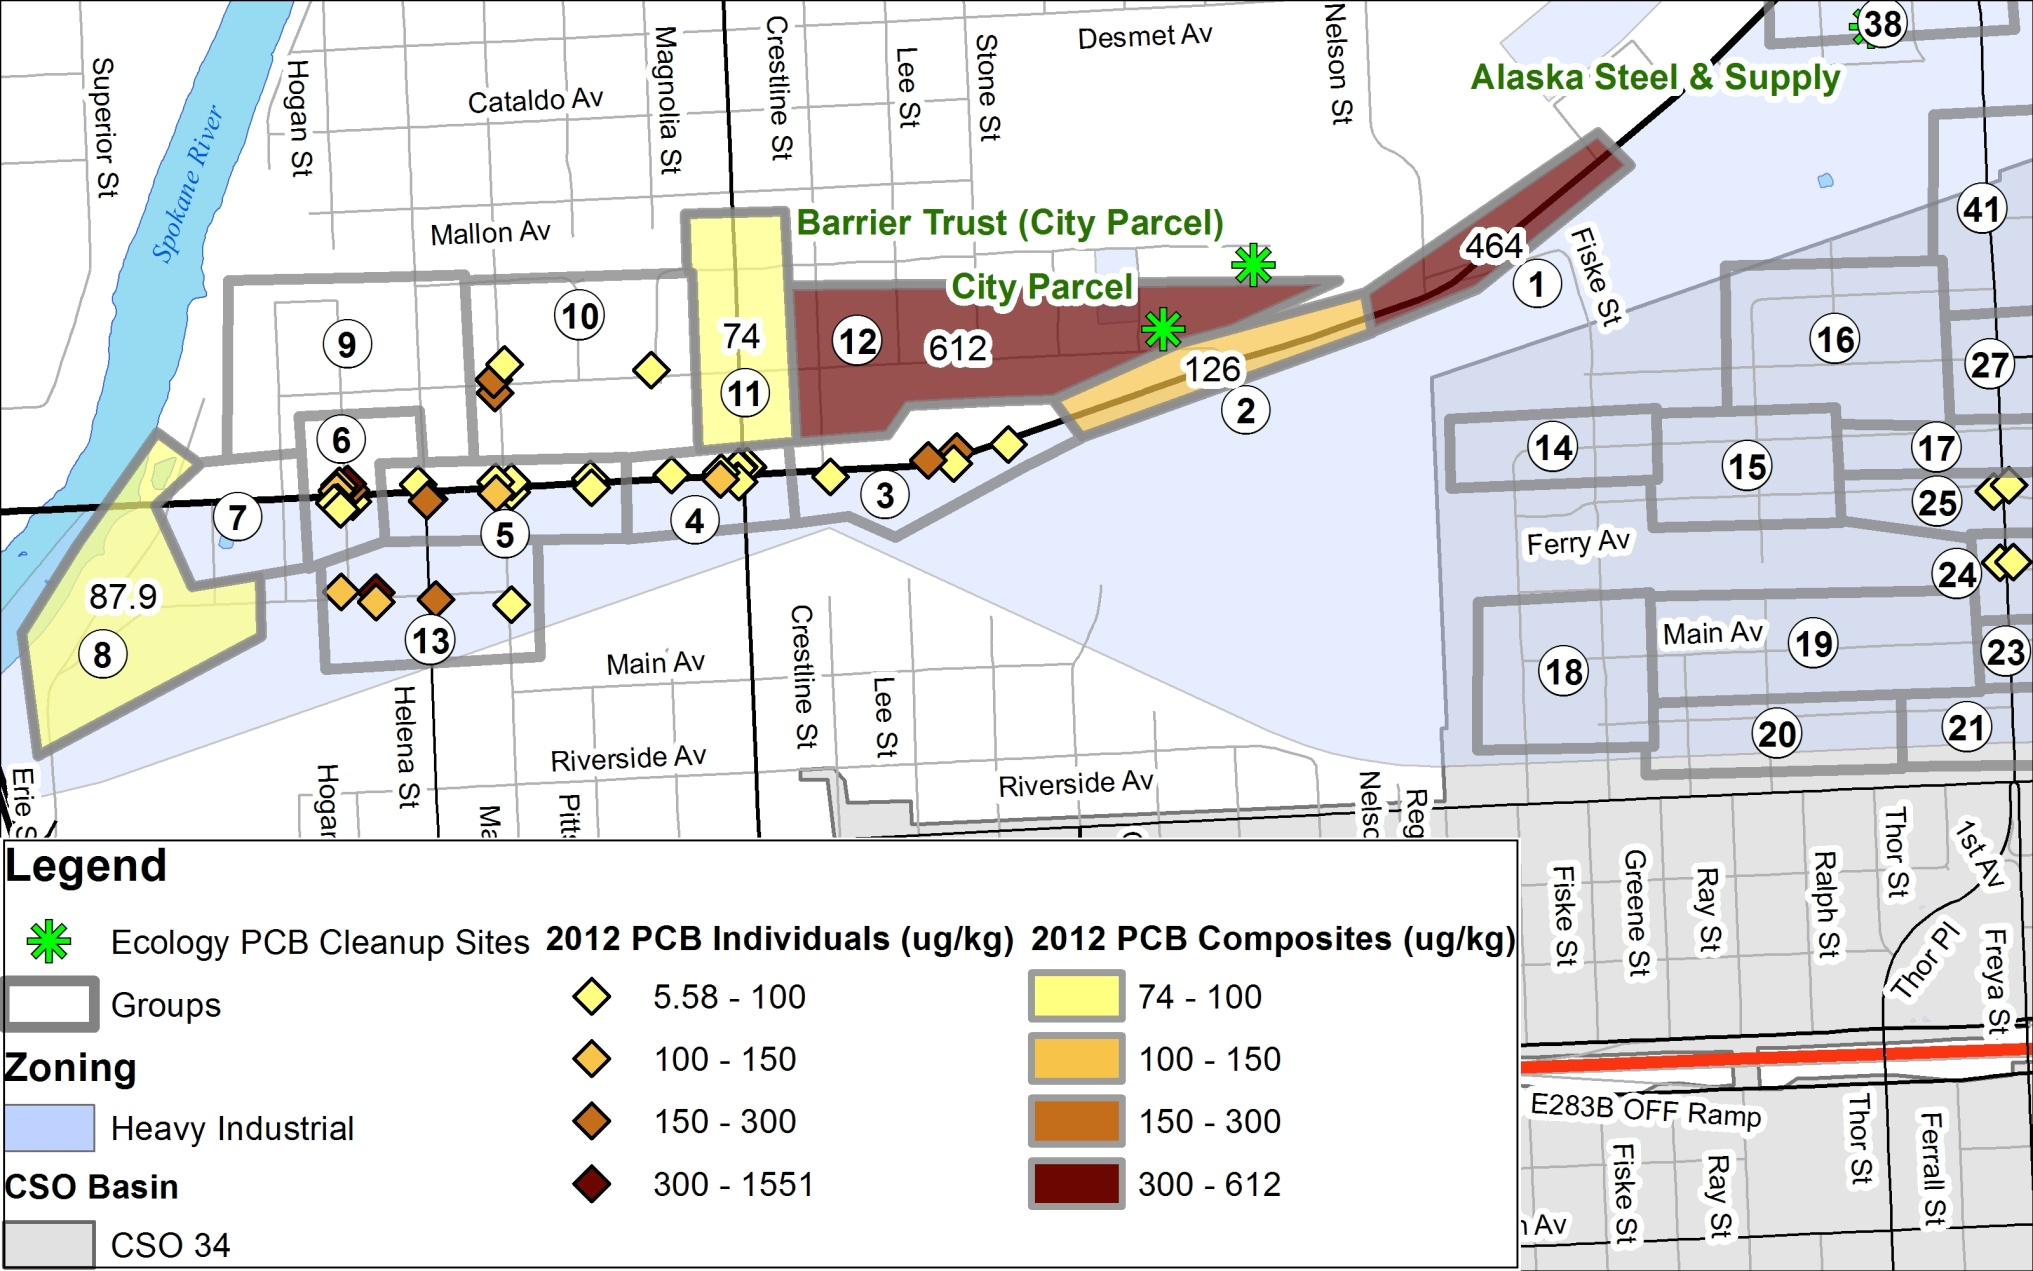 Desmet Av
38
Alaska Steel & Supply
Superior St
Hogan St
Magnolia St
Crestline St
Lee St
Stone St
Nelson St
Cataldo Av
Spokane River
Mallon Av
Barrier Trust (City Parcel)
City Parcel
464
1
Fiske St
41
9
10
74
11
12
612
126
2
16
27
6
14
15
17
7
5
4
3
25
Ferry Av
24
87.9
8
13
Main Av
Main Av
19
18
23
20
21
Crestline St
Lee St
Helena St
Riverside Av
Riverside Av
Erie S
Hogar
Ma
Pitts
Nelsc
Reg
Thor St
1st Av
Fiske St
Greene St
Ray St
Ralph St
Thor Pl
Freya St
E283B OFF Ramp
Thor St
Ferrall St
Fiske St
Ray St
Av
Legend
Ecology PCB Cleanup Sites
Groups
Zoning
Heavy Industrial
CSO Basin
CSO 34
2012 PCB Individuals (ug/kg)
5.58 - 100
100 - 150
150 - 300
300 - 1551
2012 PCB Composites (ug/kg)
74 - 100
100 - 150
150 - 300
300 - 612